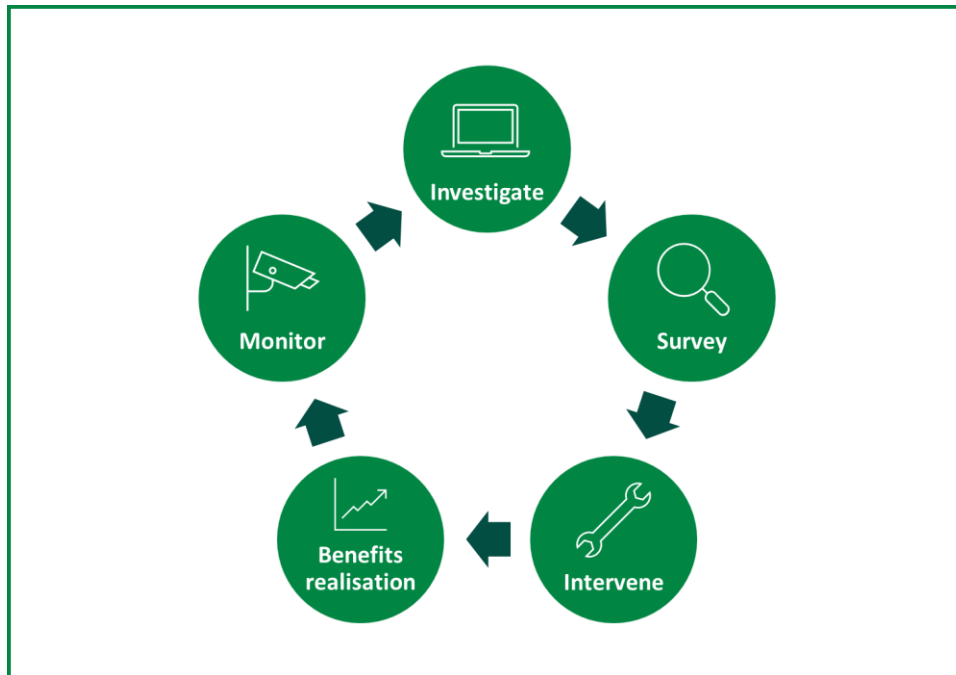 Investigate
Survey
Intervene
Benefits
realisation
Monitor